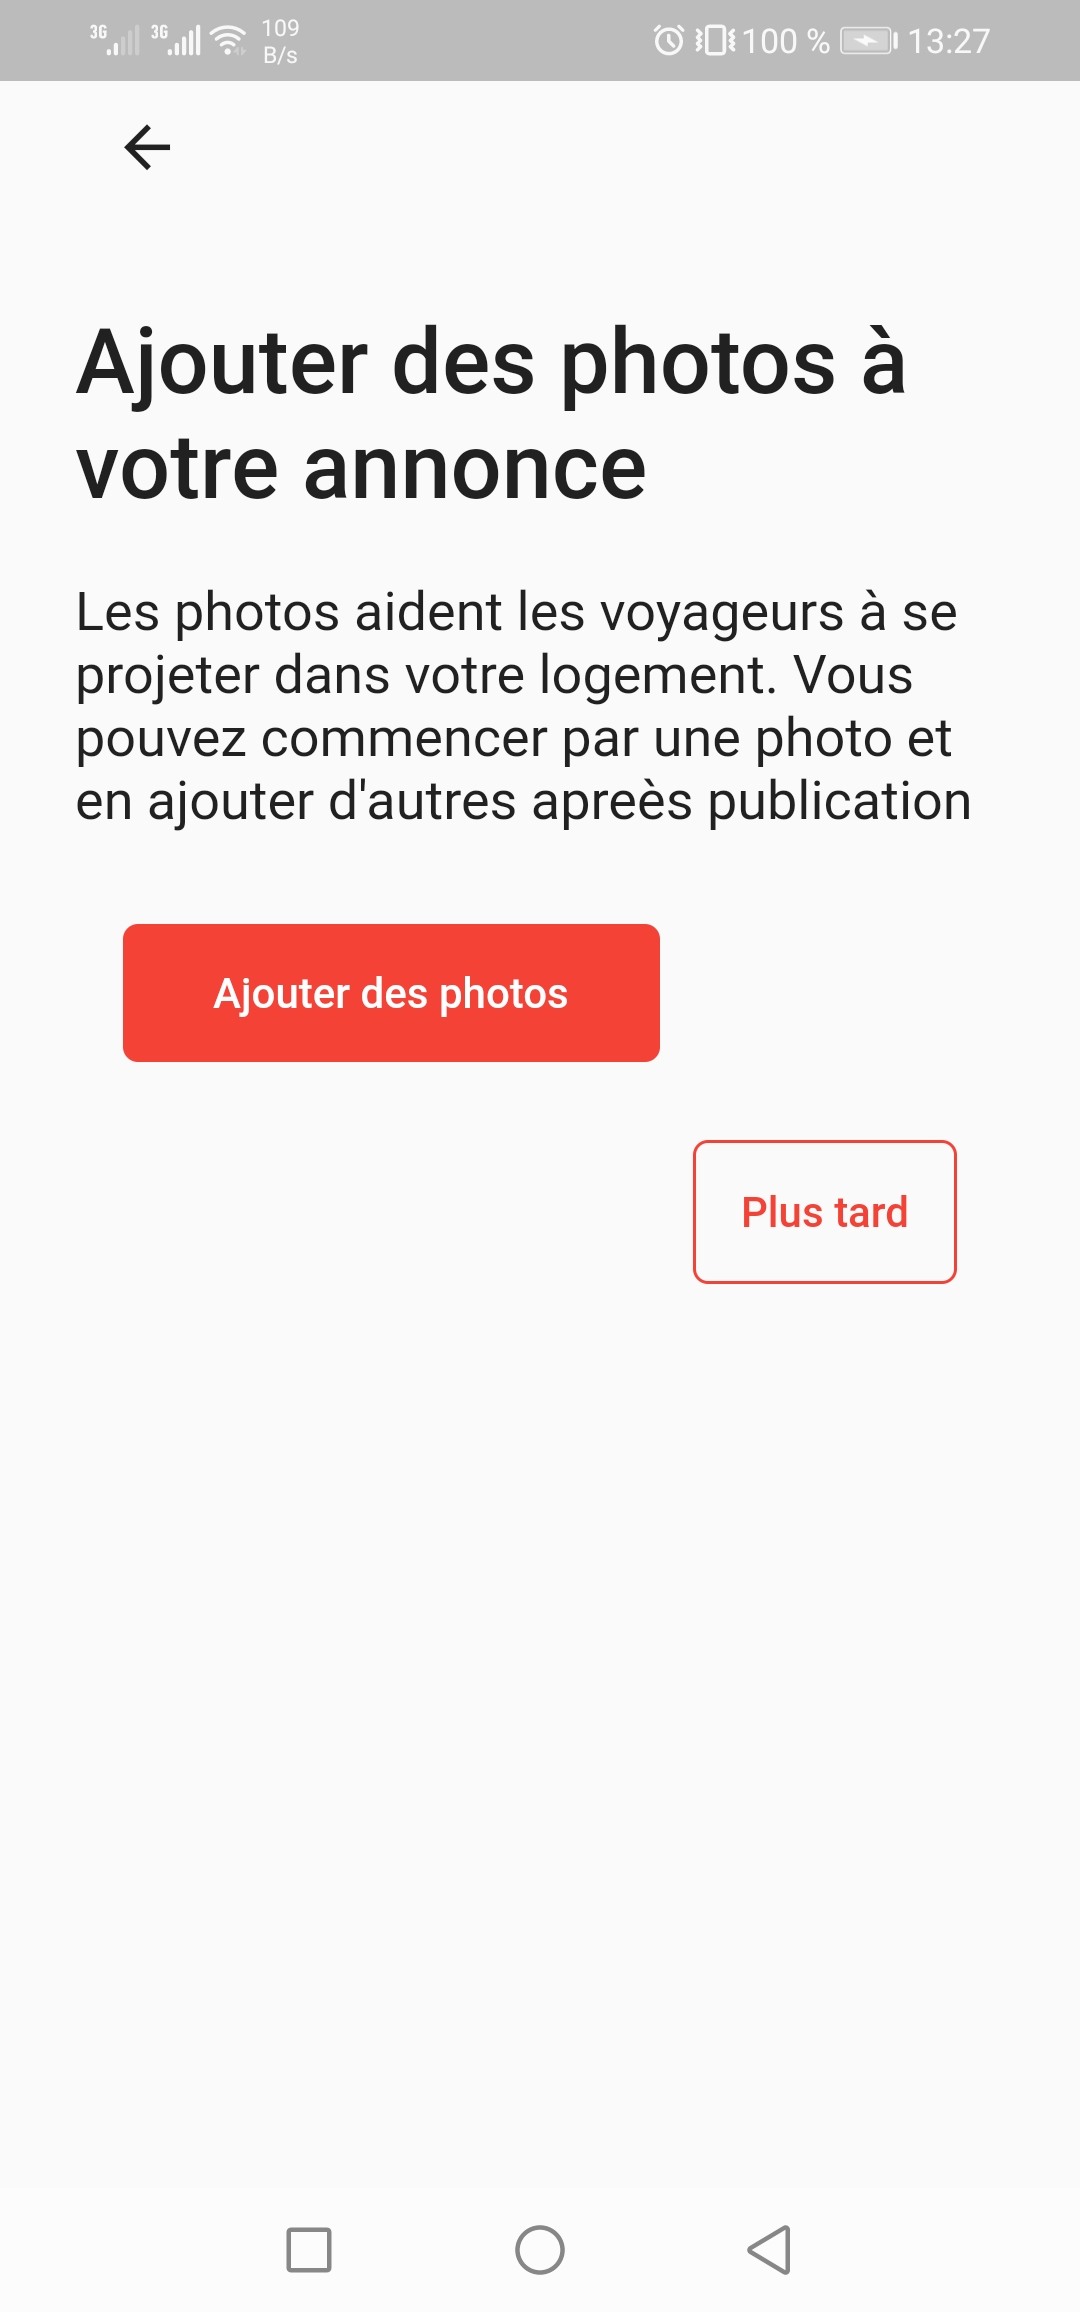 3G 3G 109 B/s 100 % 13:27
Ajouter des photos à
votre annonce
Les photos aident les voyageurs à se
projeter dans votre logement. Vous
pouvez commencer par une photo et
en ajouter d'autres apreès publication
Ajouter des photos
Plus tard